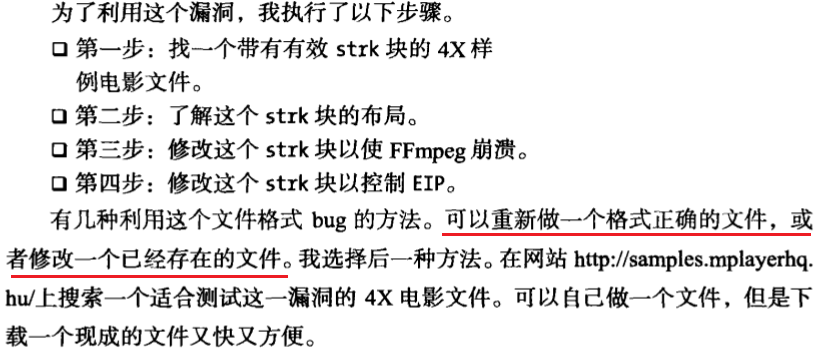 为了利用这个漏洞，我执行了以下步骤。
❑ 第一步：找一个带有有效 strk 块的 4X 样
例电影文件。
❑ 第二步：了解这个 strk 块的布局。
❑ 第三步：修改这个 strk 块以使 FFmpeg 崩溃。
❑ 第四步：修改这个 strk 块以控制 EIP。
有几种利用这个文件格式 bug 的方法。可以重新做一个格式正确的文件，或
者修改一个已经存在的文件。我选择后一种方法。在网站 http://samples.mplayerhq.
hu/上搜索一个适合测试这一漏洞的 4X 电影文件。可以自己做一个文件，但是下
载一个现成的文件又快又方便。